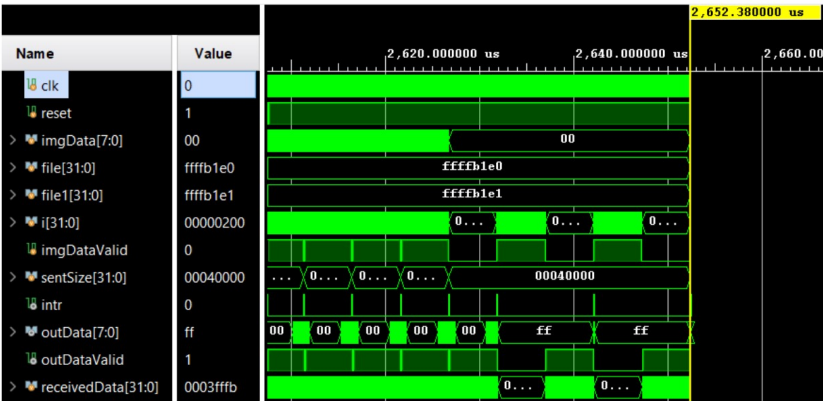 2,652.380000 us
Name Value 2,620.000000 us 2,640.000000 us 2,660.00
clk 0
reset 1
imgData[7:0] 00 00
file[31:0] ffffb1e0 ffffb1e0
file1[31:0] ffffb1e1 ffffb1e1
i[31:0] 00000200 0... 0... 0...
imgDataValid 0
sentSize[31:0] 00040000 ... 0... 0... 0... 00040000
intr 0
outData[7:0] ff 00 00 00 00 00 ff ff
outDataValid 1
receivedData[31:0] 0003fffb 0... 0...